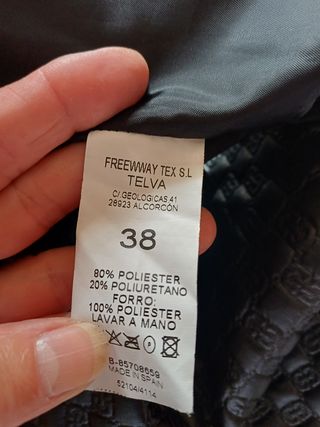 FREEWWAY TEX S.L
TELVA
C/.GEOLOGICAS 41
28923 ALCORCÓN
38
80% POLIESTER
20% POLIURETANO
FORRO:
100% POLIESTER
LAVAR A MANO
B-85708659
MADE IN SPAIN
52104/4114